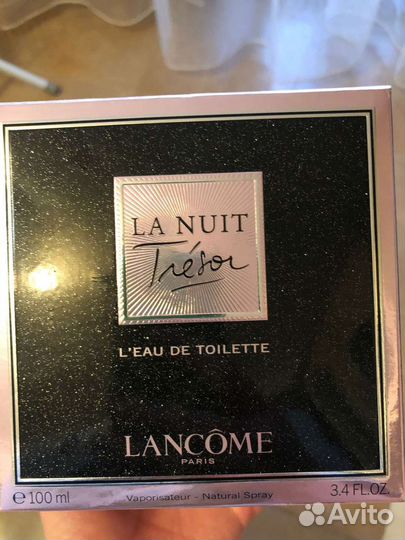 LA NUIT
Trésor
L'EAU DE TOILETTE
LANCÔME
PARIS
e 100 ml Vaporisateur - Natural Spray 3.4 FL.OZ.
Avito